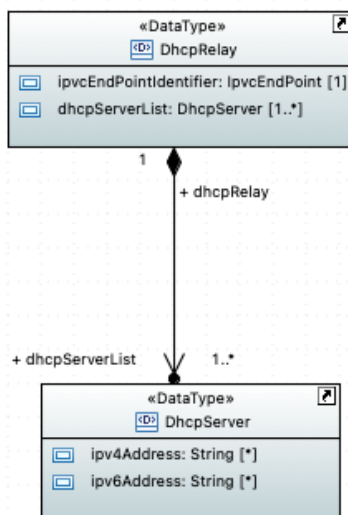 «DataType»
<D> DhcpRelay
ipvcEndPointIdentifier: IpvcEndPoint [1]
dhcpServerList: DhcpServer [1..*]
1
+ dhcpRelay
+ dhcpServerList 1..*
«DataType»
<D> DhcpServer
ipv4Address: String [*]
ipv6Address: String [*]